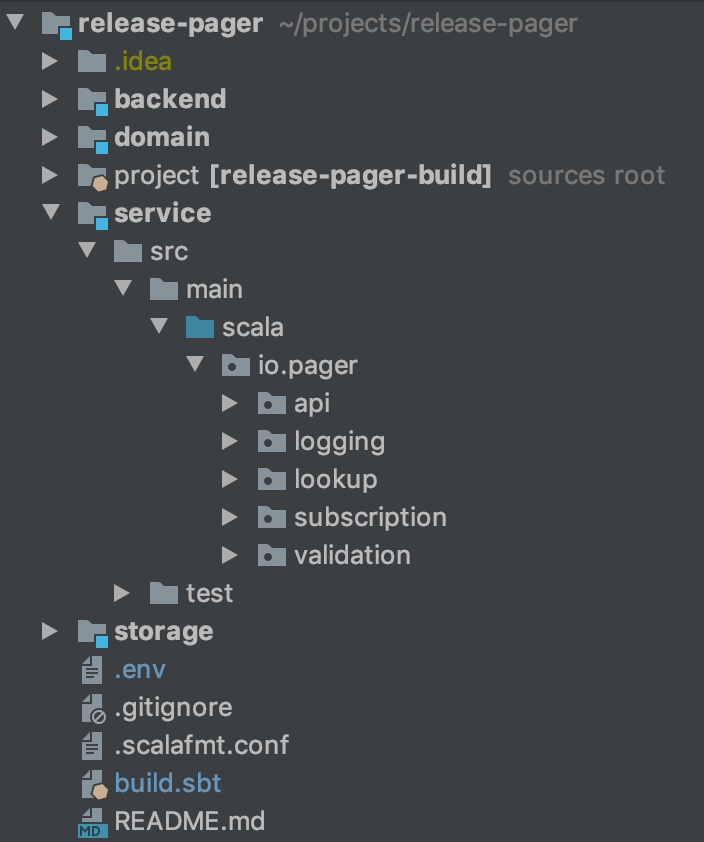 release-pager ~/projects/release-pager
.idea
backend
domain
project [release-pager-build] sources root
service
src
main
scala
io.pager
api
logging
lookup
subscription
validation
test
storage
.env
.gitignore
.scalafmt.conf
build.sbt
MD README.md